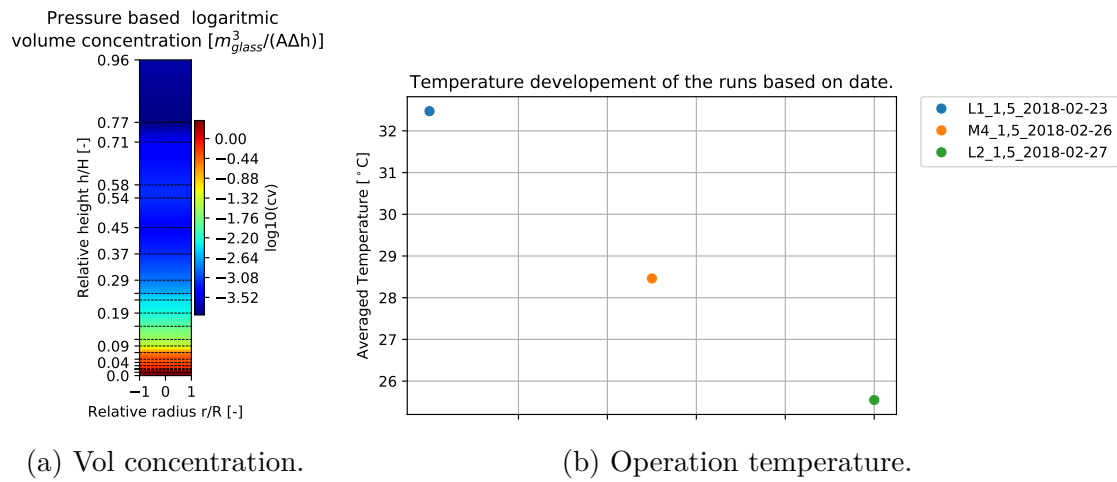 Pressure based  logaritmic
volume concentration [m³_glass/(AΔh)]
0.96
0.77
0.71
0.58
0.54
0.45
0.37
0.29
0.19
0.09
0.04
0.0
Relative height h/H [-]
−1 0 1
Relative radius r/R [-]
0.00
−0.44
−0.88
−1.32
−1.76
−2.20
−2.64
−3.08
−3.52
log10(cv)
(a) Vol concentration.
Temperature developement of the runs based on date.
32
31
30
29
28
27
26
Averaged Temperature [°C]
L1_1,5_2018-02-23
M4_1,5_2018-02-26
L2_1,5_2018-02-27
(b) Operation temperature.